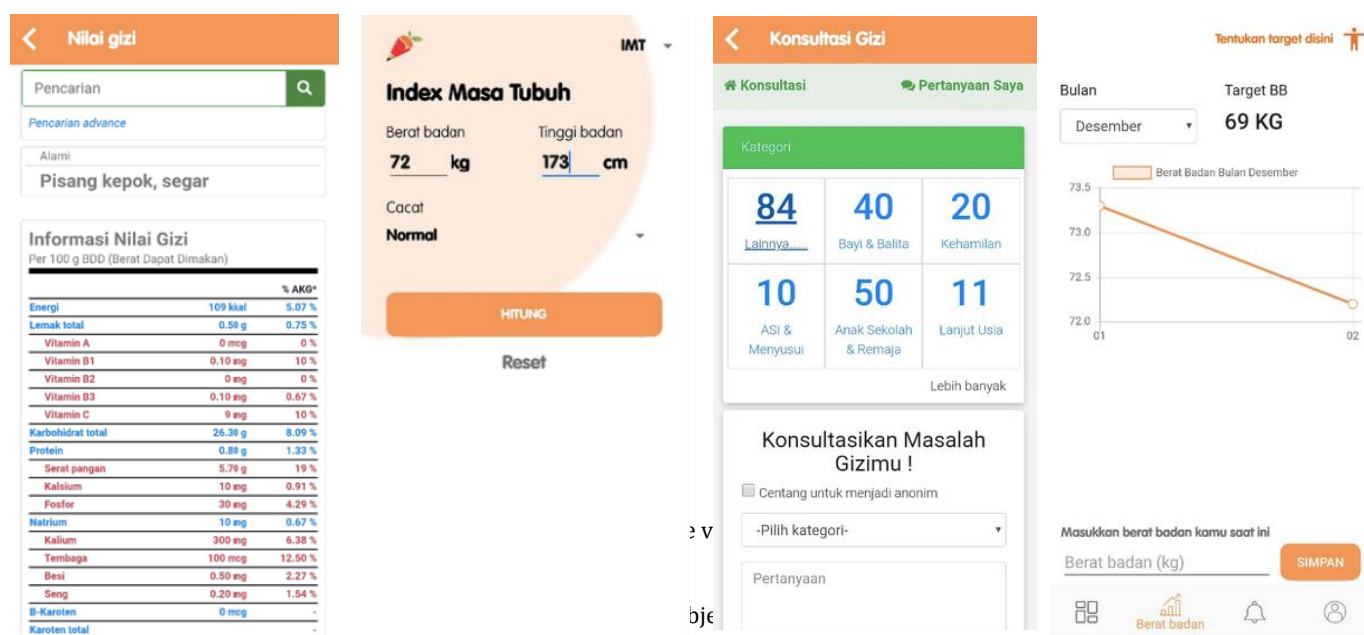 Nilai gizi
Pencarian
Pencarian advance
Alami
Pisang kepok, segar
Informasi Nilai Gizi
Per 100 g BDD (Berat Dapat Dimakan)
% AKG*
Energi 109 kkal 5.07 %
Lemak total 0.50 g 0.75 %
Vitamin A 0 mcg 0 %
Vitamin B1 0.10 mg 10 %
Vitamin B2 0 mg 0 %
Vitamin B3 0.10 mg 0.67 %
Vitamin C 9 mg 10 %
Karbohidrat total 26.30 g 8.09 %
Protein 0.80 g 1.33 %
Serat pangan 5.70 g 19 %
Kalsium 10 mg 0.91 %
Fosfor 30 mg 4.29 %
Natrium 10 mg 0.67 %
Kalium 300 mg 6.38 %
Tembaga 100 mcg 12.50 %
Besi 0.50 mg 2.27 %
Seng 0.20 mg 1.54 %
B-Karoten 0 mcg -
Karoten total -
IMT
Index Masa Tubuh
Berat badan Tinggi badan
72 kg 173 cm
Cacat
Normal
HITUNG
Reset
e v
bje
Konsultasi Gizi
Konsultasi Pertanyaan Saya
Kategori
84 40 20
Lainnya...... Bayi & Balita Kehamilan
10 50 11
ASI & Anak Sekolah Lanjut Usia
Menyusui & Remaja
Lebih banyak
Konsultasikan Masalah
Gizimu !
Centang untuk menjadi anonim
-Pilih kategori-
Pertanyaan
Tentukan target disini
Bulan Target BB
Desember 69 KG
Berat Badan Bulan Desember
73.5
73.0
72.5
72.0
01 02
Masukkan berat badan kamu saat ini
Berat badan (kg) SIMPAN
Berat badan